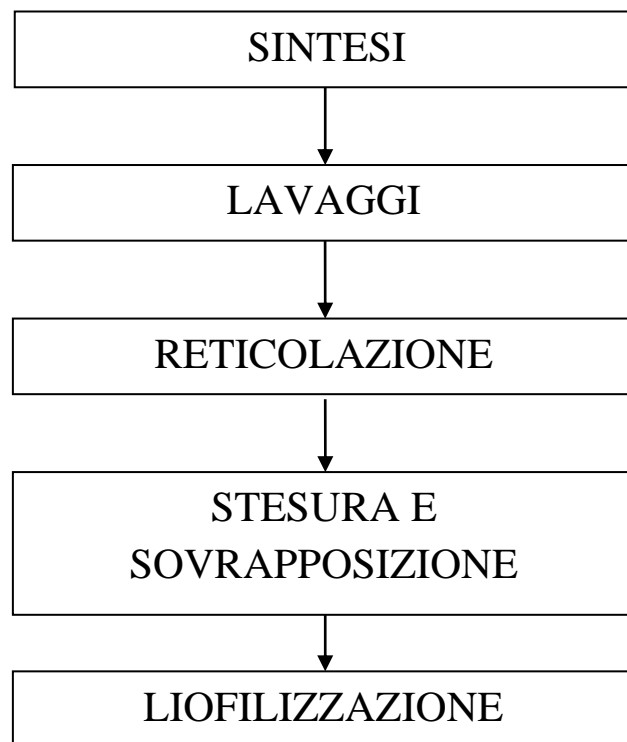 SINTESI
LAVAGGI
RETICOLAZIONE
STESURA E
SOVRAPPOSIZIONE
LIOFILIZZAZIONE